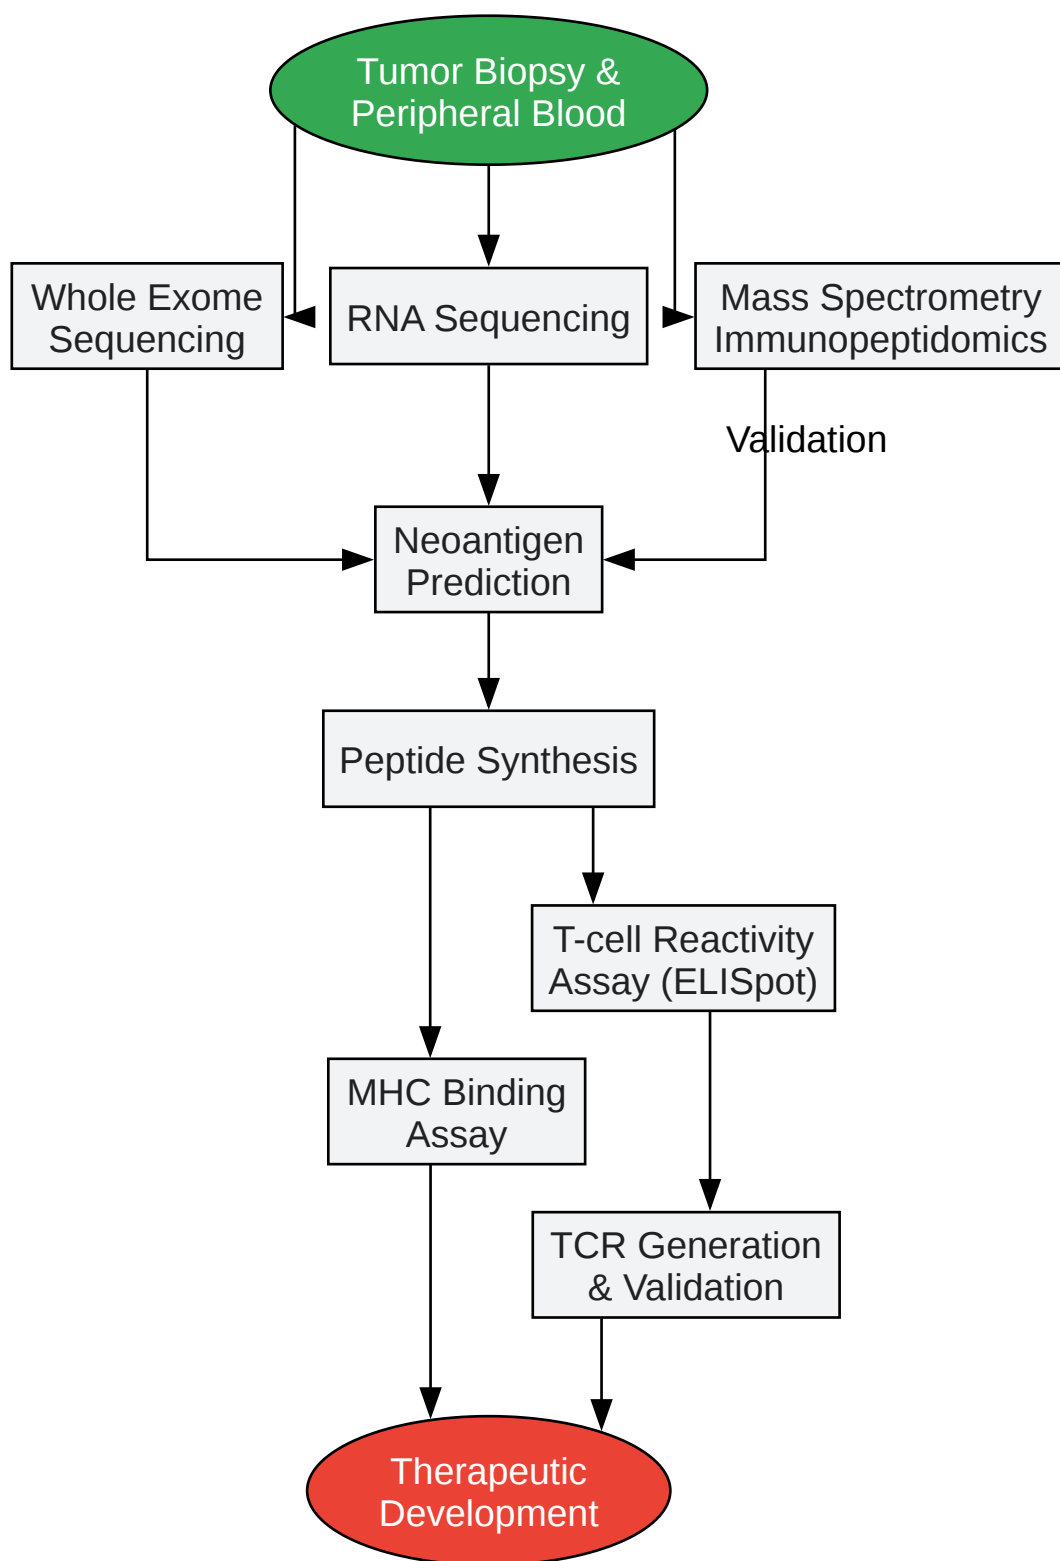 Tumor Biopsy &
Peripheral Blood
Whole Exome
Sequencing
RNA Sequencing
Mass Spectrometry
Immunopeptidomics
Validation
Neoantigen
Prediction
Peptide Synthesis
T-cell Reactivity
Assay (ELISpot)
MHC Binding
Assay
TCR Generation
& Validation
Therapeutic
Development